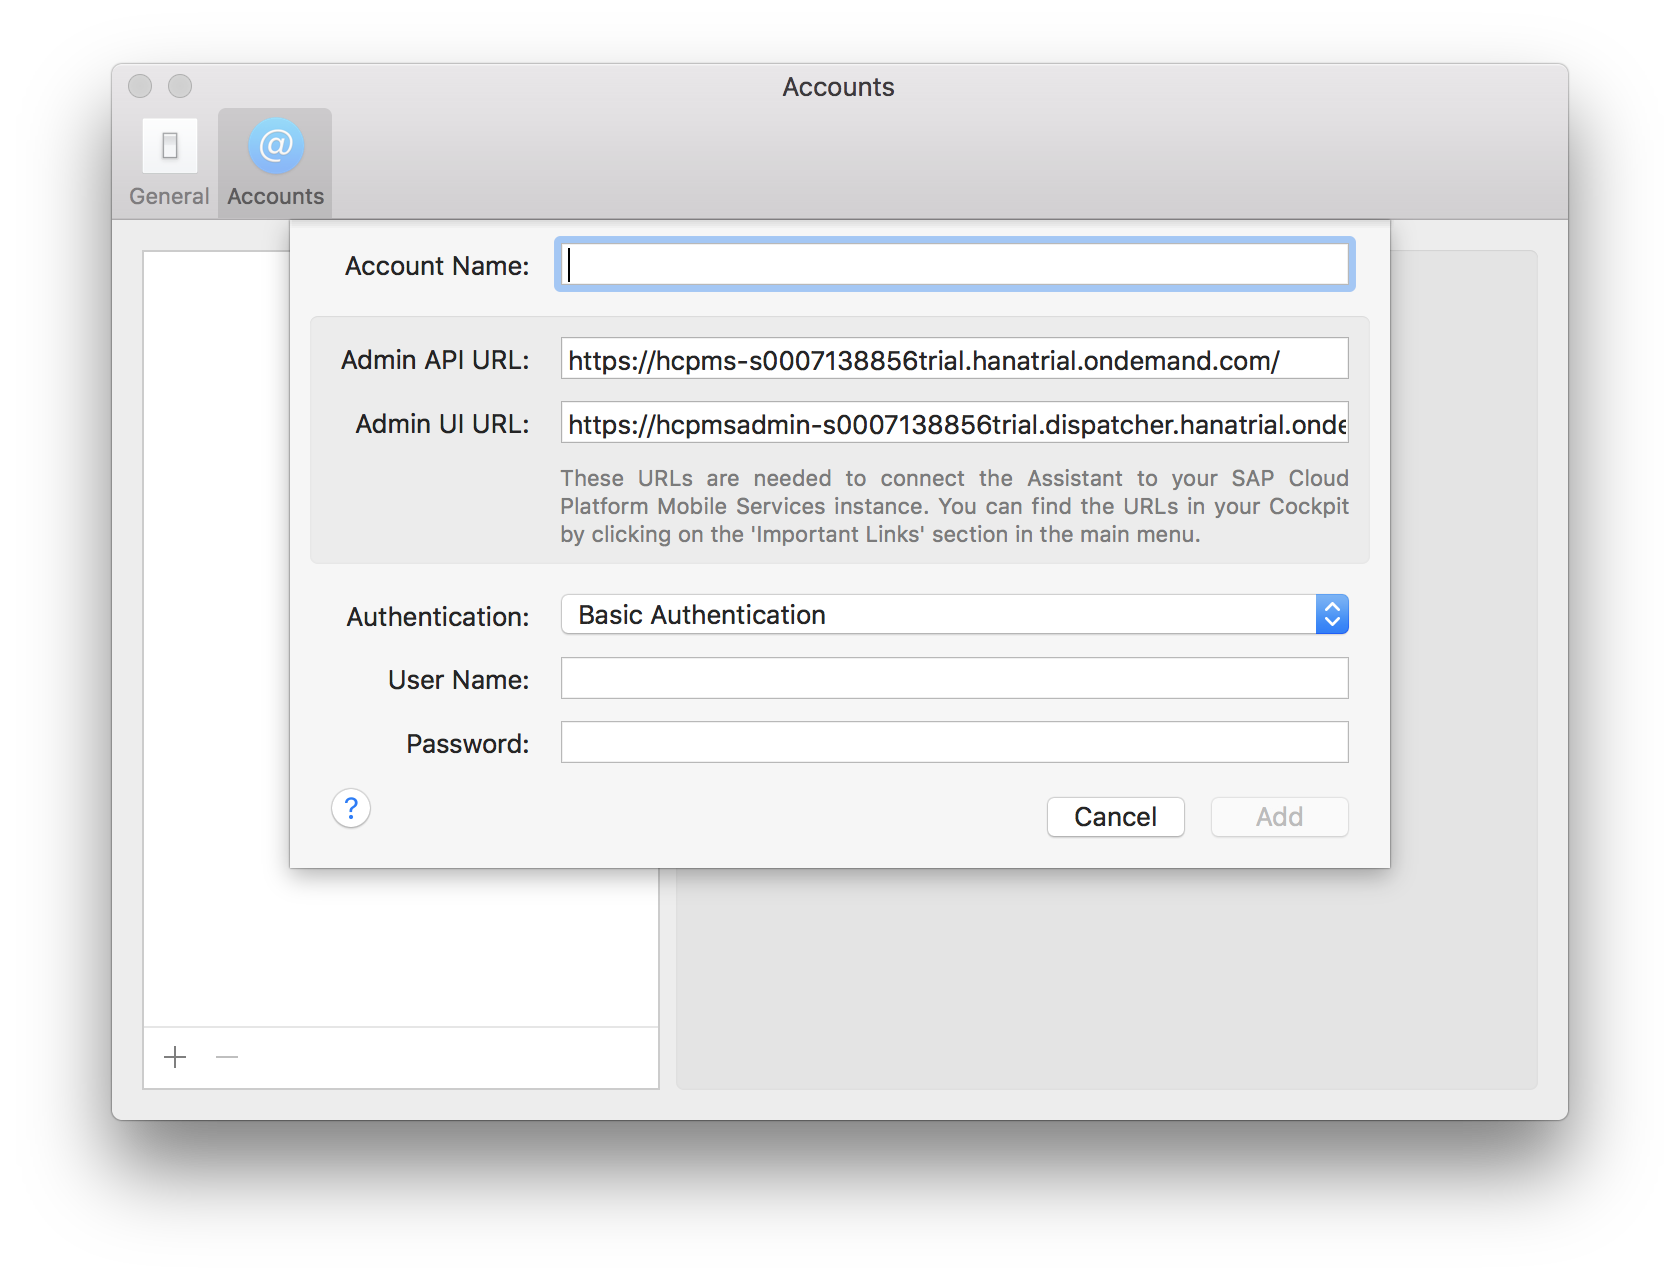 Accounts
@
General
Accounts
Account Name:
Admin API URL:
https://hcpms-s0007138856trial.hanatrial.ondemand.com/
Admin UI URL:
https://hcpmsadmin-s0007138856trial.dispatcher.hanatrial.onde
These URLs are needed to connect the Assistant to your SAP Cloud
Platform Mobile Services instance. You can find the URLs in your Cockpit
by clicking on the 'Important Links' section in the main menu.
Authentication:
Basic Authentication
User Name:
Password:
?
Cancel
Add